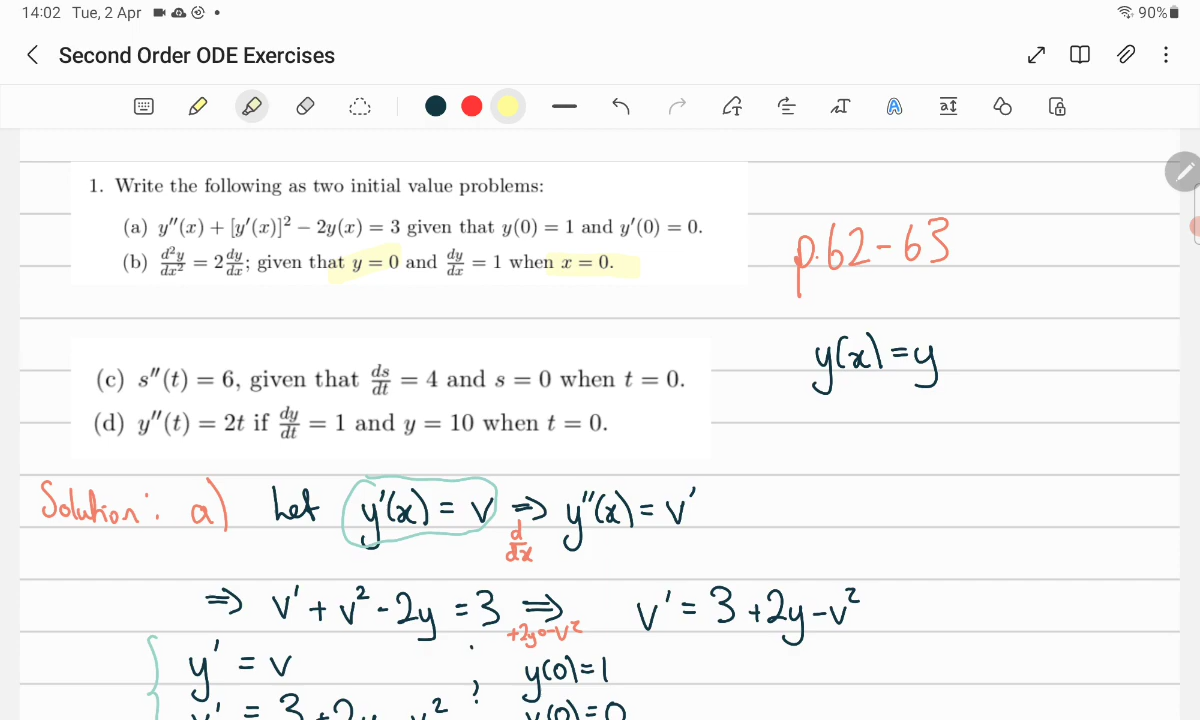 14:02 Tue, 2 Apr 90%
Second Order ODE Exercises
1. Write the following as two initial value problems:
(a) y″(x) + [y′(x)]² − 2y(x) = 3 given that y(0) = 1 and y′(0) = 0.
(b) d²y/dx² = 2 dy/dx; given that y = 0 and dy/dx = 1 when x = 0.
p.62-63
y(x)=y
(c) s″(t) = 6, given that ds/dt = 4 and s = 0 when t = 0.
(d) y″(t) = 2t if dy/dt = 1 and y = 10 when t = 0.
Solution: a) Let y'(x) = v ⇒ y"(x) = v'
d/dx
⇒ v' + v² - 2y = 3 ⇒ v' = 3 + 2y - v²
y' = v ; y(0)=1
v' = 3 + 2y - v² v(0)=0